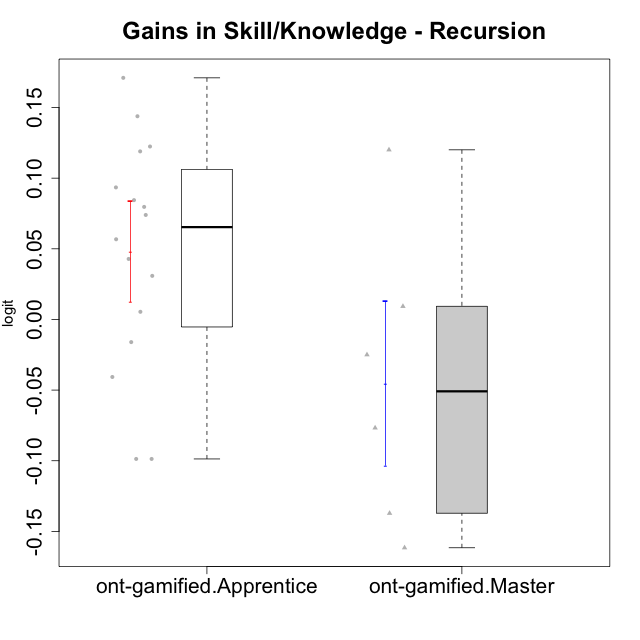 Gains in Skill/Knowledge - Recursion
logit
0.15
0.10
0.05
0.00
-0.05
-0.10
-0.15
ont-gamified.Apprentice
ont-gamified.Master